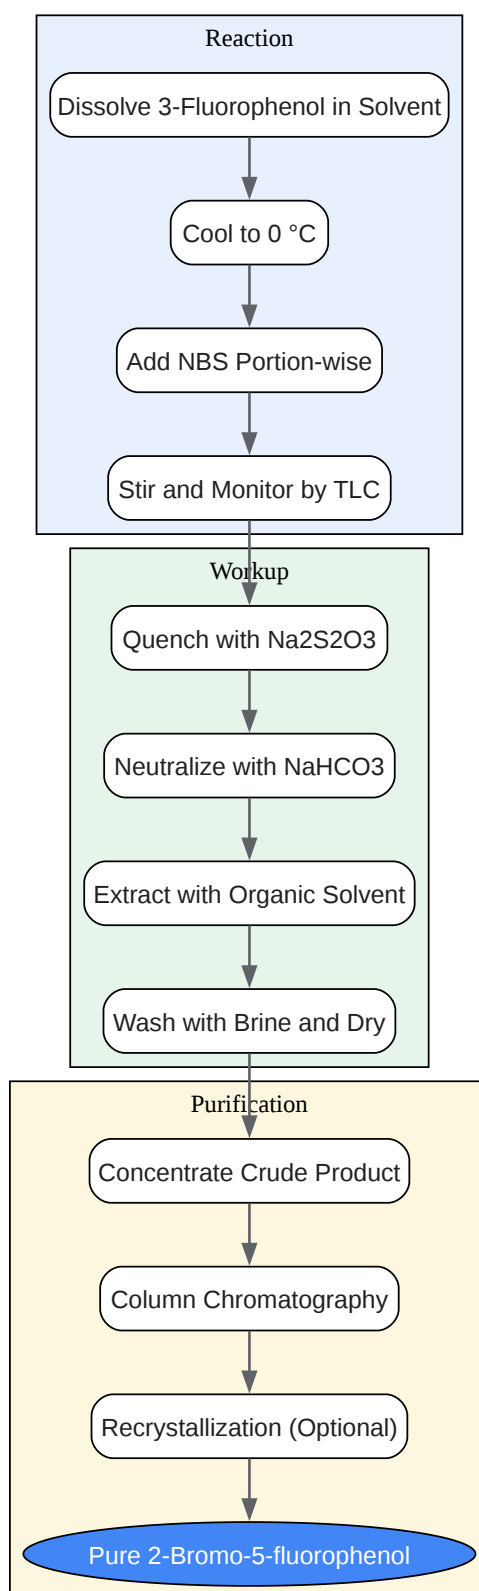 Reaction
Dissolve 3-Fluorophenol in Solvent
Cool to 0 °C
Add NBS Portion-wise
Stir and Monitor by TLC
Workup
Quench with Na2S2O3
Neutralize with NaHCO3
Extract with Organic Solvent
Wash with Brine and Dry
Purification
Concentrate Crude Product
Column Chromatography
Recrystallization (Optional)
Pure 2-Bromo-5-fluorophenol